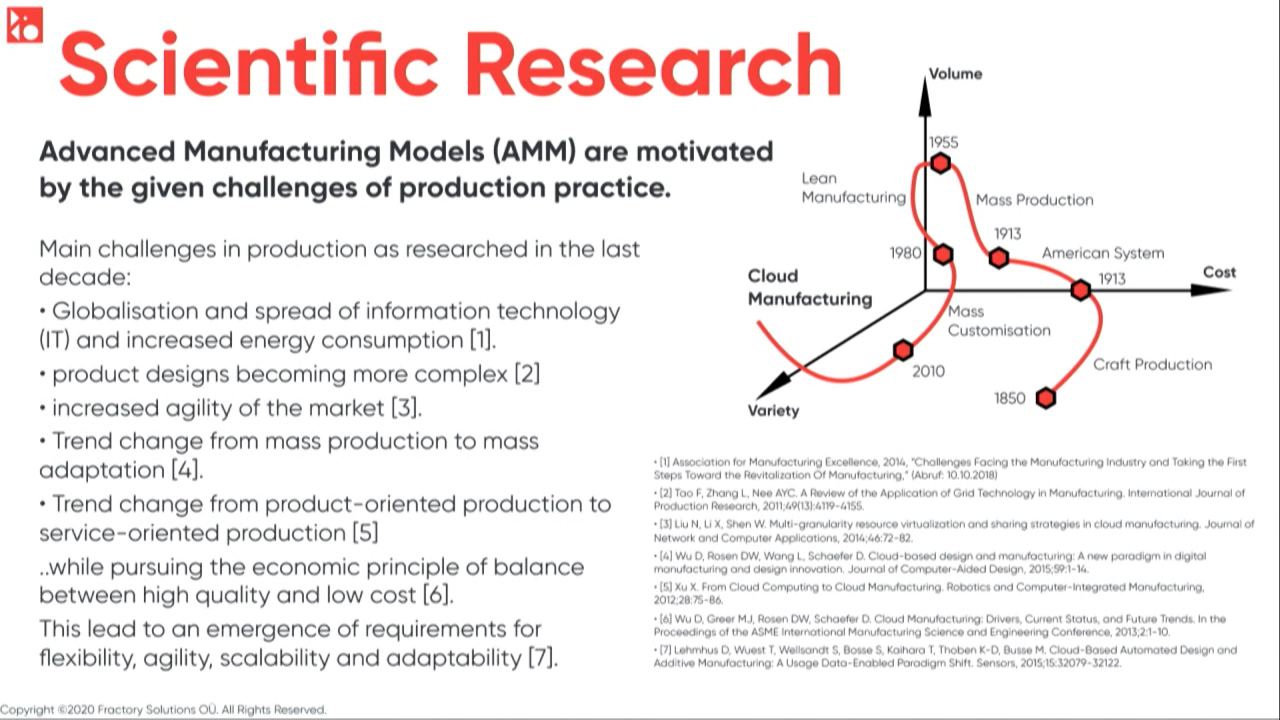 Scientific Research
Advanced Manufacturing Models (AMM) are motivated
by the given challenges of production practice.
Main challenges in production as researched in the last
decade:
• Globalisation and spread of information technology
(IT) and increased energy consumption [1].
• product designs becoming more complex [2]
• increased agility of the market [3].
• Trend change from mass production to mass
adaptation [4].
• Trend change from product-oriented production to
service-oriented production [5]
..while pursuing the economic principle of balance
between high quality and low cost [6].
This lead to an emergence of requirements for
flexibility, agility, scalability and adaptability [7].
Volume
1955
Lean
Manufacturing
Mass Production
1913
1980
American System
Cloud
Manufacturing
1913
Cost
Mass
Customisation
2010
Craft Production
1850
Variety
• [1] Association for Manufacturing Excellence, 2014, "Challenges Facing the Manufacturing Industry and Taking the First
Steps Toward the Revitalization Of Manufacturing," (Abruf: 10.10.2018)
• [2] Tao F, Zhang L, Nee AYC. A Review of the Application of Grid Technology in Manufacturing. International Journal of
Production Research, 2011;49(13):4119-4155.
• [3] Liu N, Li X, Shen W. Multi-granularity resource virtualization and sharing strategies in cloud manufacturing. Journal of
Network and Computer Applications, 2014;46:72-82.
• [4] Wu D, Rosen DW, Wang L, Schaefer D. Cloud-based design and manufacturing: A new paradigm in digital
manufacturing and design innovation. Journal of Computer-Aided Design, 2015;59:1-14.
• [5] Xu X. From Cloud Computing to Cloud Manufacturing. Robotics and Computer-Integrated Manufacturing,
2012;28:75-86.
• [6] Wu D, Greer MJ, Rosen DW, Schaefer D. Cloud Manufacturing: Drivers, Current Status, and Future Trends. In the
Proceedings of the ASME International Manufacturing Science and Engineering Conference, 2013;2:1-10.
• [7] Lehmhus D, Wuest T, Wellsandt S, Bosse S, Kaihara T, Thoben K-D, Busse M. Cloud-Based Automated Design and
Additive Manufacturing: A Usage Data-Enabled Paradigm Shift. Sensors, 2015;15:32079-32122.
Copyright ©2020 Fractory Solutions OÜ. All Rights Reserved.